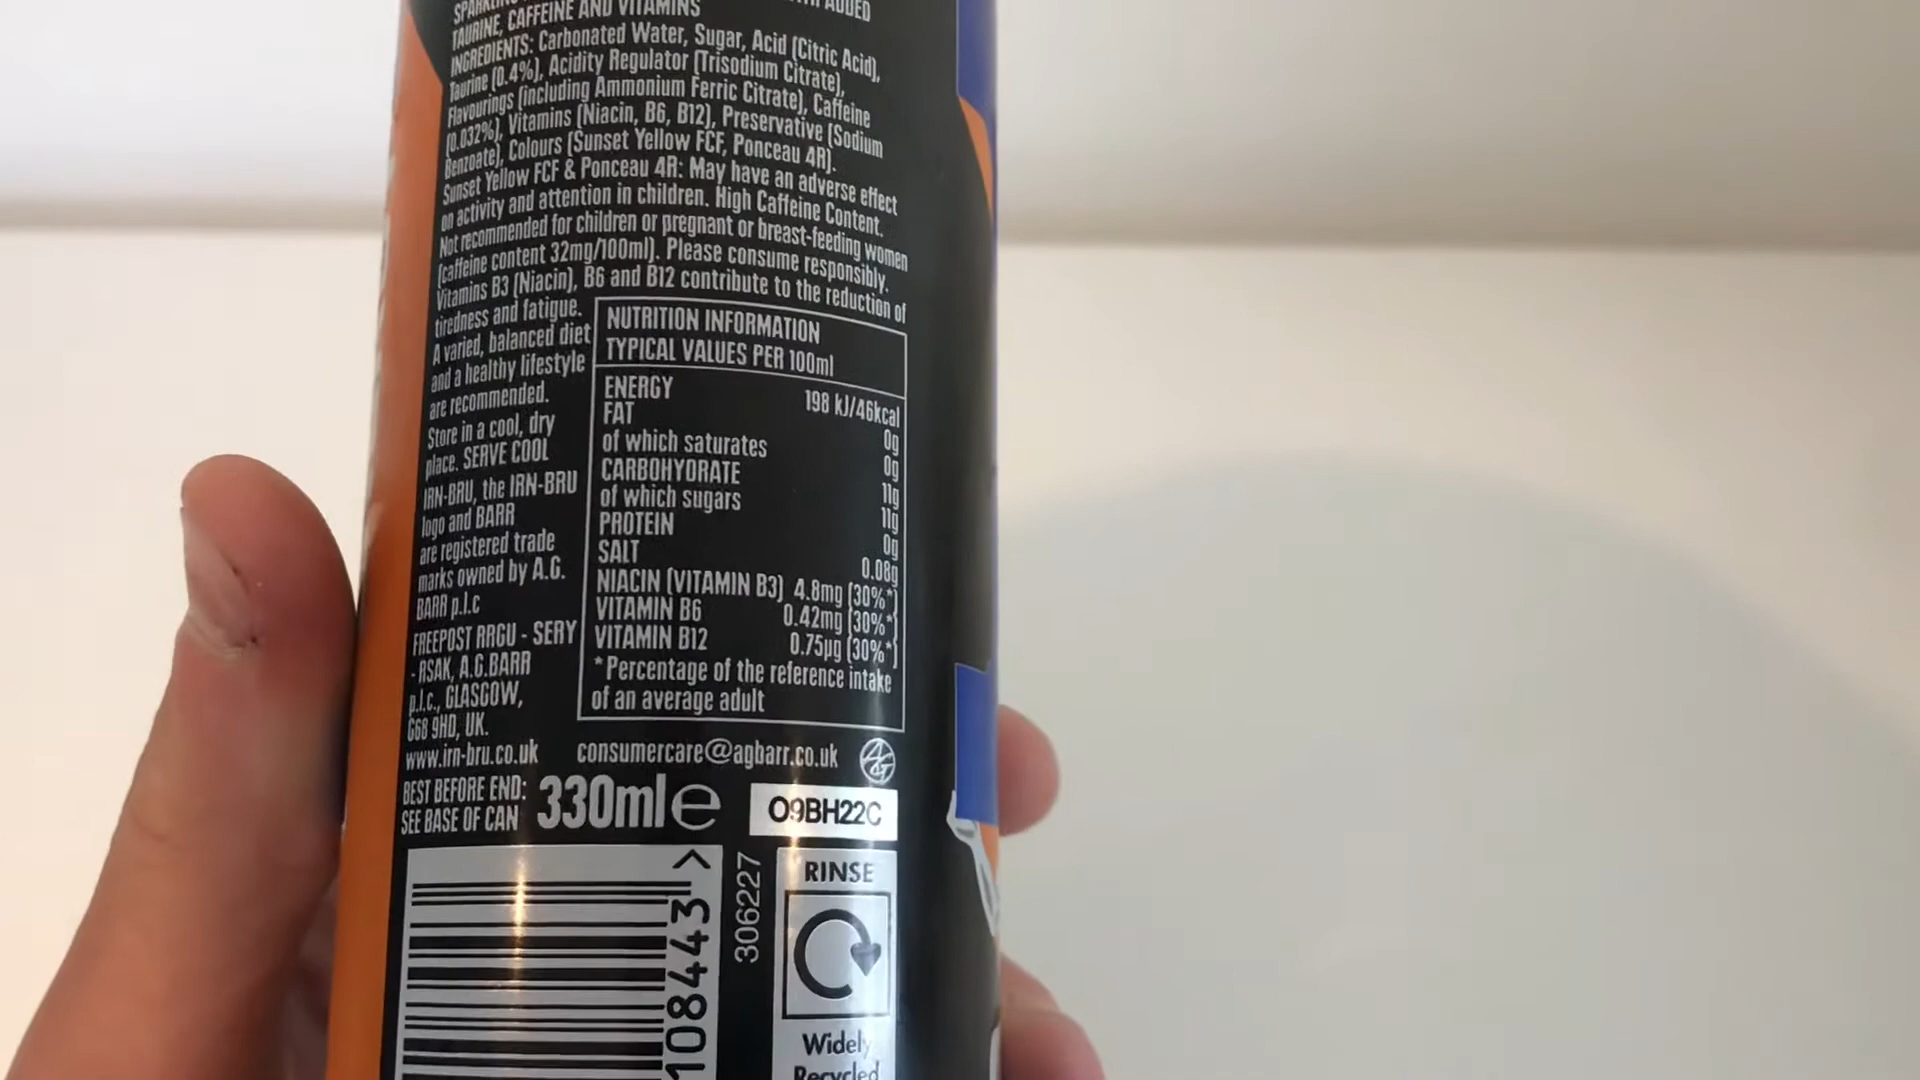 SPARKLING
ADDED
TAURINE, CAFFEINE AND VITAMINS
INGREDIENTS: Carbonated Water, Sugar, Acid (Citric Acid),
Taurine (0.4%), Acidity Regulator (Trisodium Citrate),
Flavourings (including Ammonium Ferric Citrate), Caffeine
(0.032%), Vitamins (Niacin, B6, B12), Preservative (Sodium
Benzoate), Colours (Sunset Yellow FCF, Ponceau 4R).
Sunset Yellow FCF & Ponceau 4R: May have an adverse effect
on activity and attention in children. High Caffeine Content.
Not recommended for children or pregnant or breast-feeding women
(caffeine content 32mg/100ml). Please consume responsibly.
Vitamins B3 (Niacin), B6 and B12 contribute to the reduction of
tiredness and fatigue.
A varied, balanced diet
and a healthy lifestyle
are recommended.
Store in a cool, dry
place. SERVE COOL
IRN-BRU, the IRN-BRU
logo and BARR
are registered trade
marks owned by A.G.
BARR p.l.c
FREEPOST RRGU - SERY
- RSAK, A.G.BARR
p.l.c., GLASGOW,
G68 9HD, UK.
www.irn-bru.co.uk
NUTRITION INFORMATION
TYPICAL VALUES PER 100ml
ENERGY 198 kJ/46kcal
FAT 0g
of which saturates 0g
CARBOHYDRATE 11g
of which sugars 11g
PROTEIN 0g
SALT 0.08g
NIACIN (VITAMIN B3) 4.8mg (30%*)
VITAMIN B6 0.42mg (30%*)
VITAMIN B12 0.75µg (30%*)
*Percentage of the reference intake
of an average adult
consumercare@agbarr.co.uk
AG
BEST BEFORE END:
SEE BASE OF CAN
330ml e
09BH22C
108443
>
306227
RINSE
Widely
Recycled